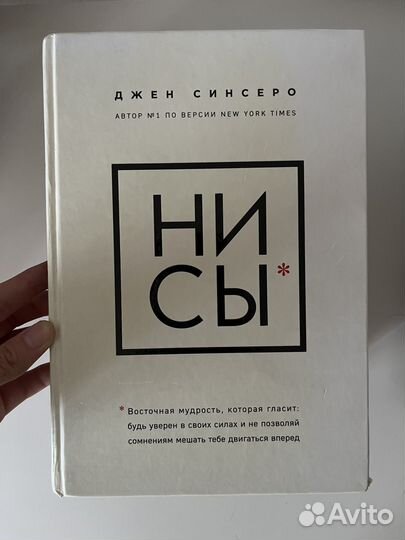 ДЖЕН СИНСЕРО
АВТОР №1 ПО ВЕРСИИ NEW YORK TIMES
НИ
СЫ*
* Восточная мудрость, которая гласит:
будь уверен в своих силах и не позволяй
сомнениям мешать тебе двигаться вперед
Avito